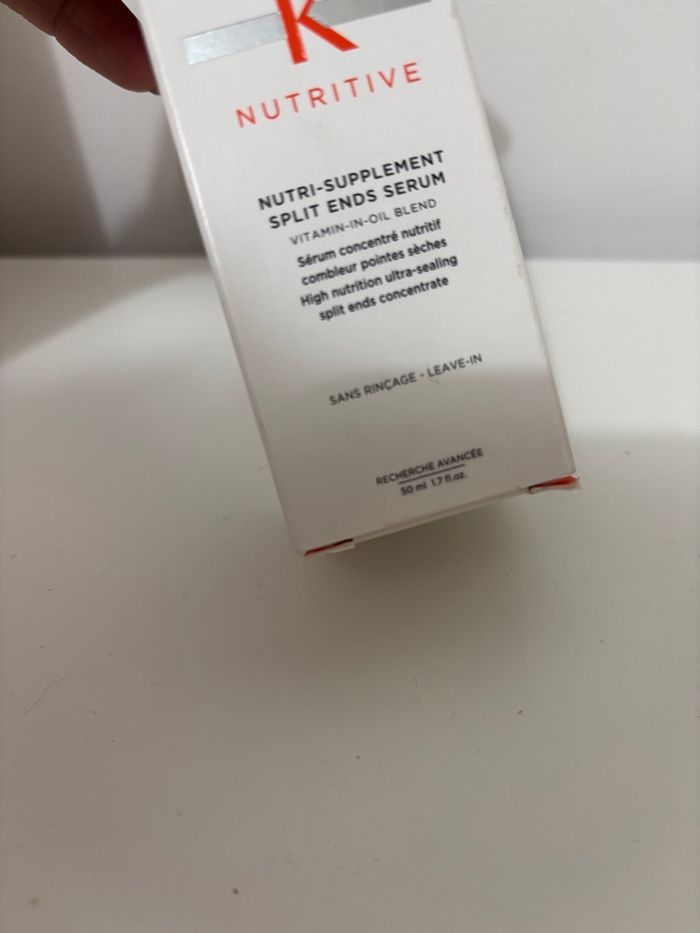 K
NUTRITIVE
NUTRI-SUPPLEMENT
SPLIT ENDS SERUM
VITAMIN-IN-OIL BLEND
Sérum concentré nutritif
combleur pointes sèches
High nutrition ultra-sealing
split ends concentrate
SANS RINÇAGE - LEAVE-IN
RECHERCHE AVANCÉE
50 ml 1.7 fl.oz.